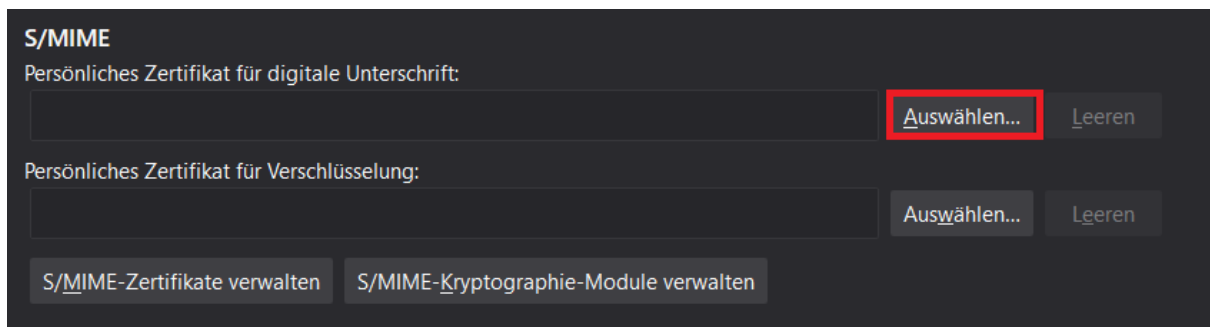 S/MIME
Persönliches Zertifikat für digitale Unterschrift:
Auswählen... Leeren
Persönliches Zertifikat für Verschlüsselung:
Auswählen... Leeren
S/MIME-Zertifikate verwalten S/MIME-Kryptographie-Module verwalten